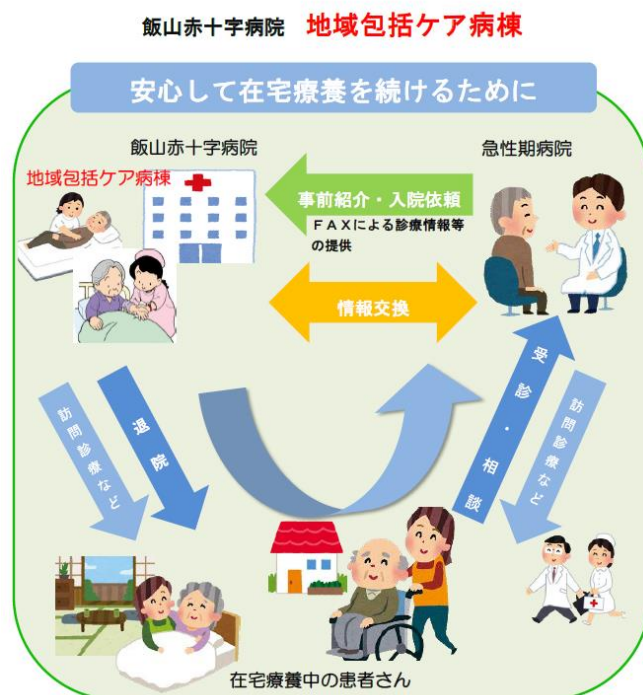 飯山赤十字病院 地域包括ケア病棟
安心して在宅療養を続けるために
飯山赤十字病院
急性期病院
地域包括ケア病棟
事前紹介・入院依頼
ＦＡＸによる診療情報等
の提供
情報交換
訪問診療など
退院
受診・相談
訪問診療など
在宅療養中の患者さん